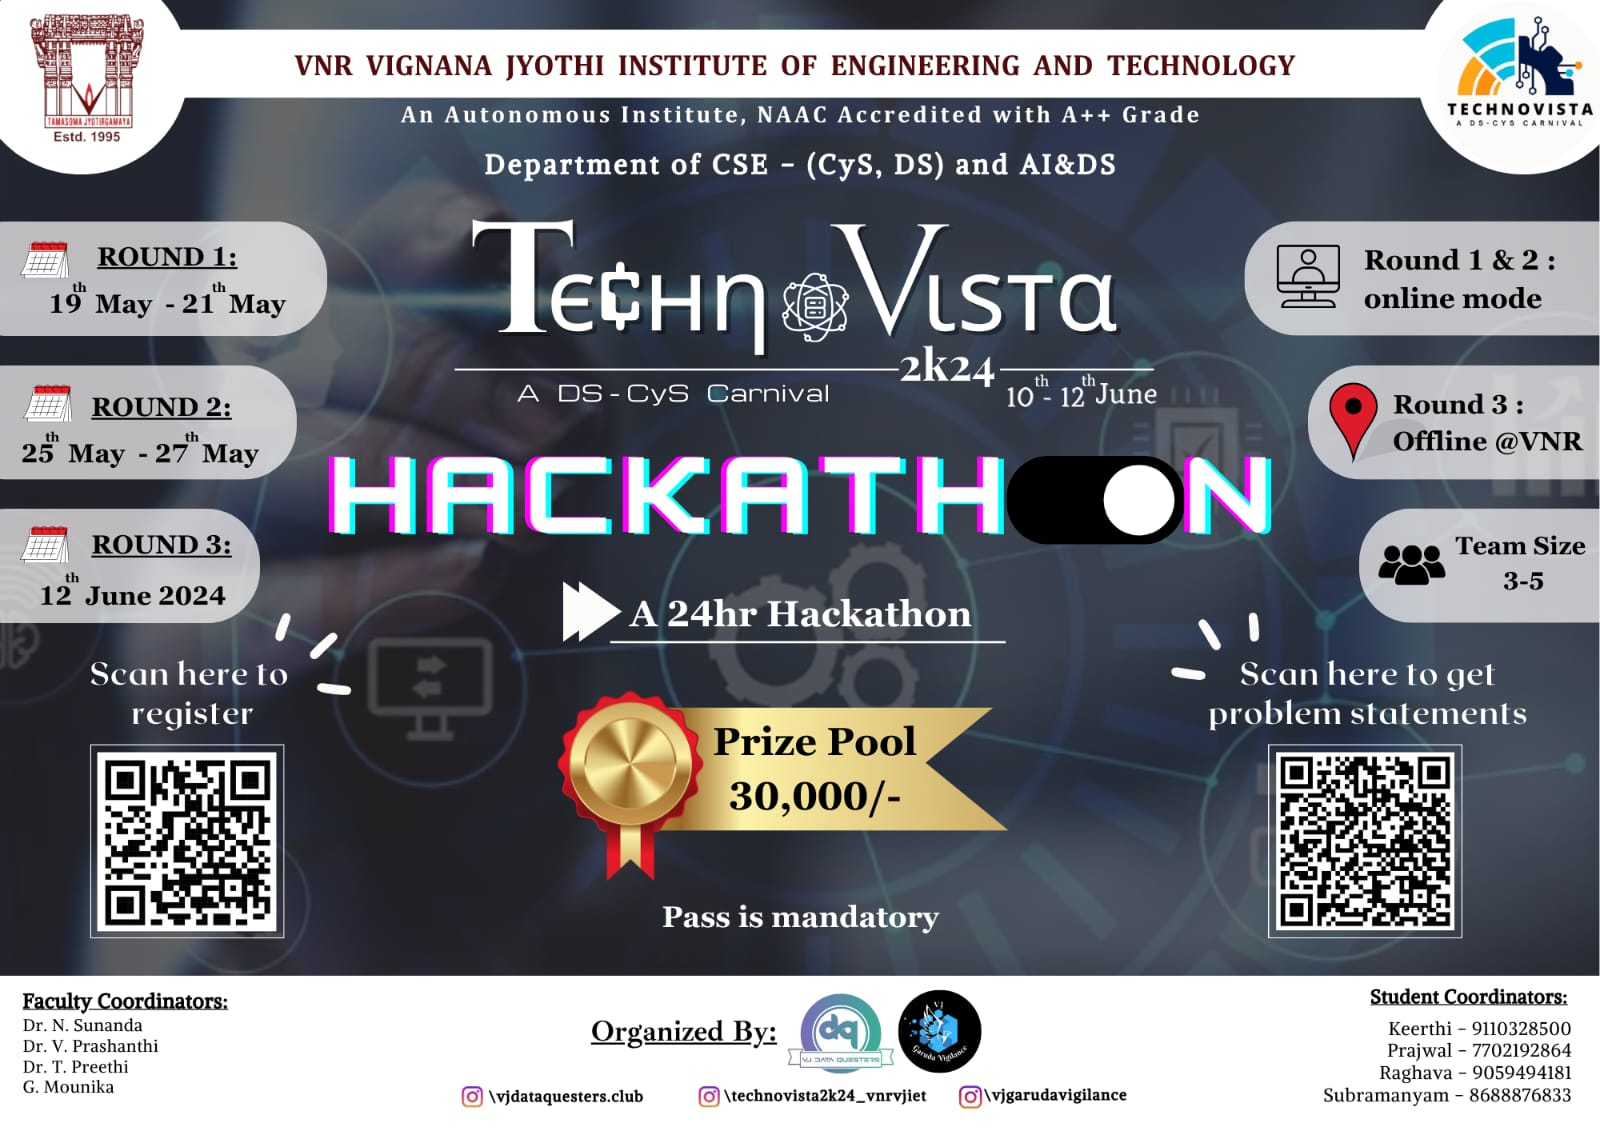 VNR VIGNANA JYOTHI INSTITUTE OF ENGINEERING AND TECHNOLOGY
TAMASOMA JYOTIRGAMAYA
Estd. 1995
TECHNOVISTA
A DS-CYS CARNIVAL
An Autonomous Institute, NAAC Accredited with A++ Grade
Department of CSE – (CyS, DS) and AI&DS
TechnoVista
2k24
A DS-CyS Carnival
10th - 12th June
ROUND 1:
19th May - 21th May
ROUND 2:
25th May - 27th May
ROUND 3:
12th June 2024
Round 1 & 2 :
online mode
Round 3 :
Offline @VNR
Team Size
3-5
HACKATHON
A 24hr Hackathon
Scan here to
register
Prize Pool
30,000/-
Pass is mandatory
Scan here to get
problem statements
Faculty Coordinators:
Dr. N. Sunanda
Dr. V. Prashanthi
Dr. T. Preethi
G. Mounika
Organized By:
dq
VJ DATA QUESTERS
VJ
Garuda Vigilance
\vjdataquesters.club
\technovista2k24_vnrvjiet
\vjgarudavigilance
Student Coordinators:
Keerthi - 9110328500
Prajwal - 7702192864
Raghava - 9059494181
Subramanyam - 8688876833